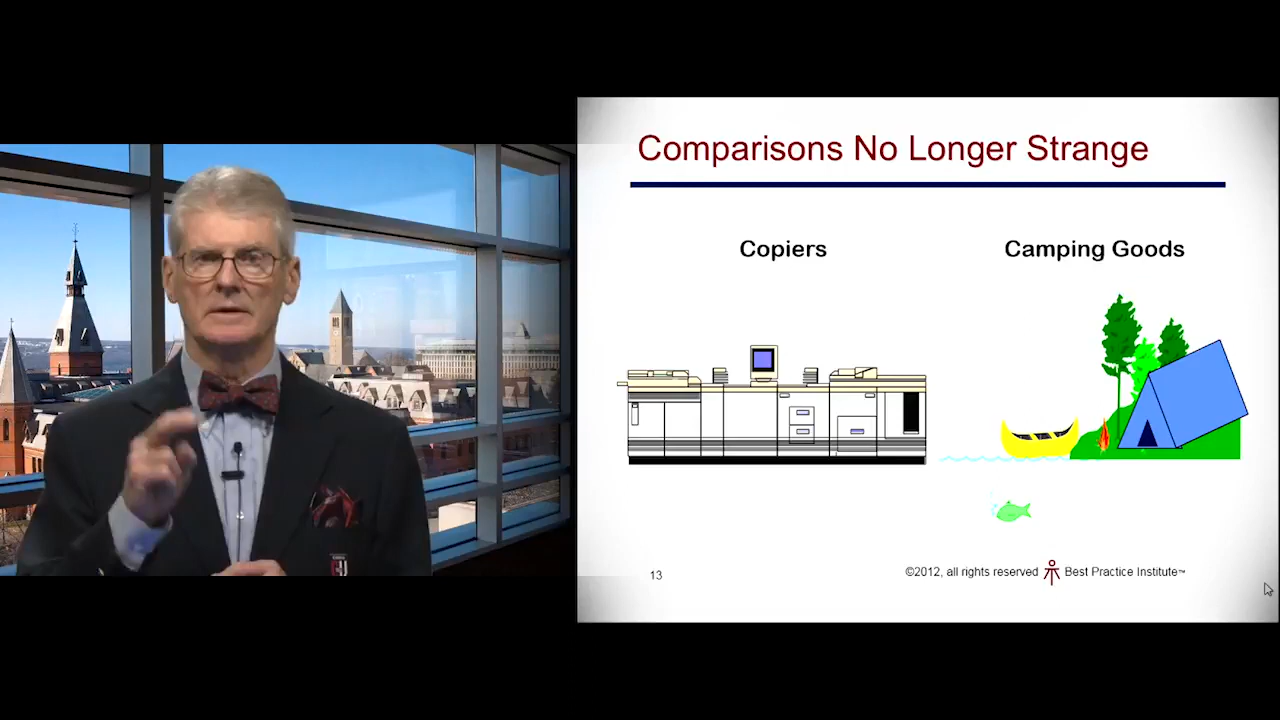 Comparisons No Longer Strange
Copiers
Camping Goods
13
©2012, all rights reserved Best Practice Institute™